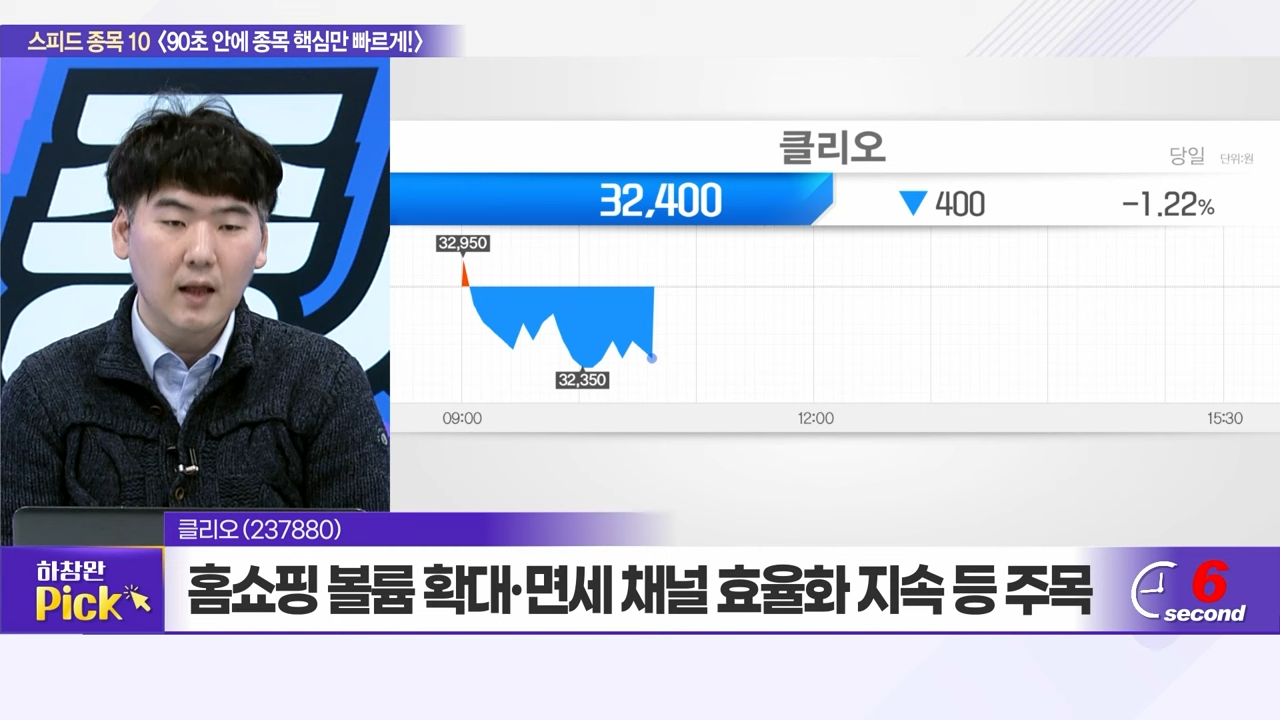 스피드 종목 10 〈90초 안에 종목 핵심만 빠르게!〉
클리오
당일 단위:원
32,400 ▼ 400 -1.22%
32,950
32,350
09:00 12:00 15:30
클리오 (237880)
하창완
Pick
홈쇼핑 볼륨 확대·면세 채널 효율화 지속 등 주목
6
second